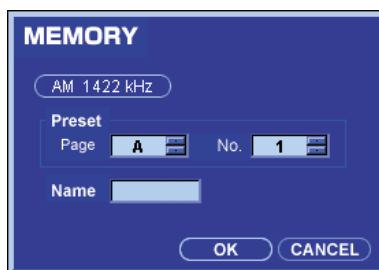 MEMORY
AM 1422 kHz
Preset
Page A No. 1
Name
OK CANCEL